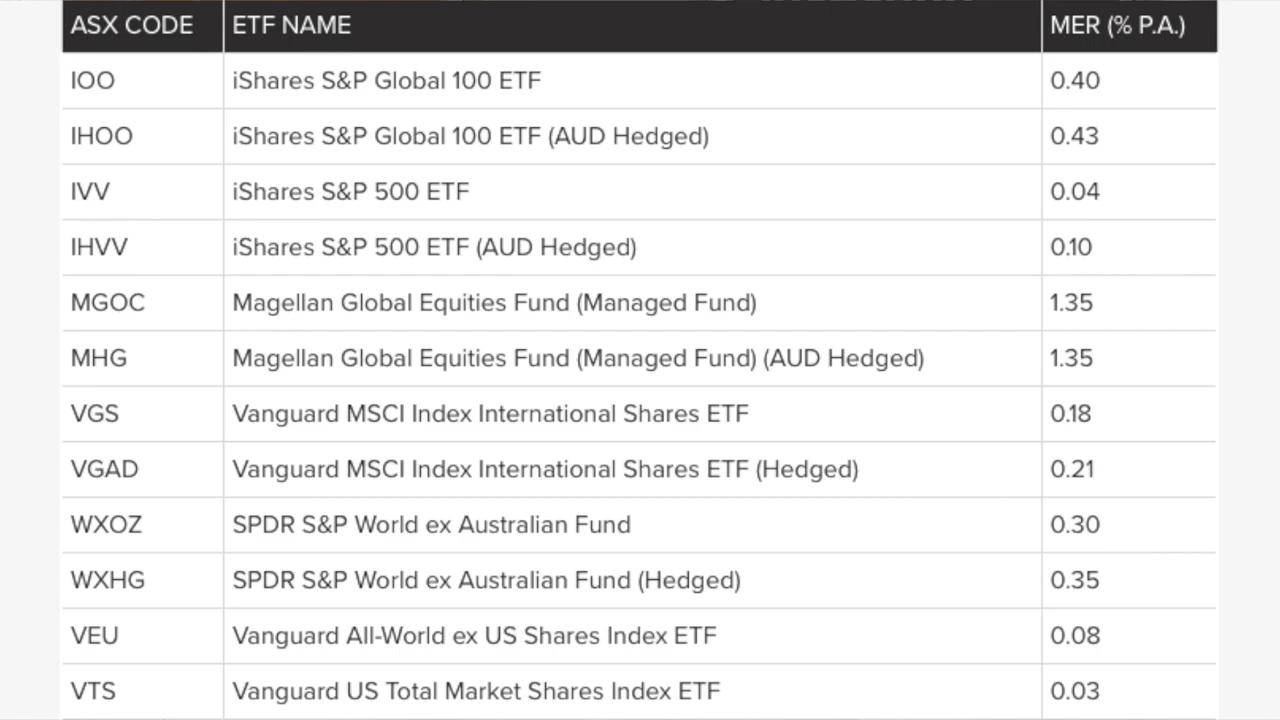 ASX CODE ETF NAME MER (% P.A.)
IOO iShares S&P Global 100 ETF 0.40
IHOO iShares S&P Global 100 ETF (AUD Hedged) 0.43
IVV iShares S&P 500 ETF 0.04
IHVV iShares S&P 500 ETF (AUD Hedged) 0.10
MGOC Magellan Global Equities Fund (Managed Fund) 1.35
MHG Magellan Global Equities Fund (Managed Fund) (AUD Hedged) 1.35
VGS Vanguard MSCI Index International Shares ETF 0.18
VGAD Vanguard MSCI Index International Shares ETF (Hedged) 0.21
WXOZ SPDR S&P World ex Australian Fund 0.30
WXHG SPDR S&P World ex Australian Fund (Hedged) 0.35
VEU Vanguard All-World ex US Shares Index ETF 0.08
VTS Vanguard US Total Market Shares Index ETF 0.03